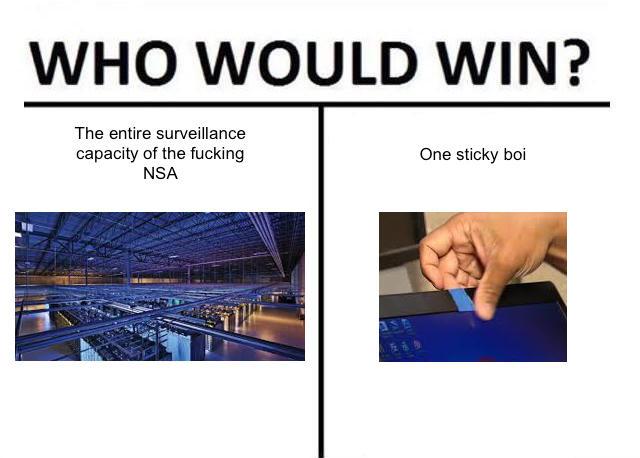 WHO WOULD WIN?
The entire surveillance
capacity of the fucking
NSA
One sticky boi